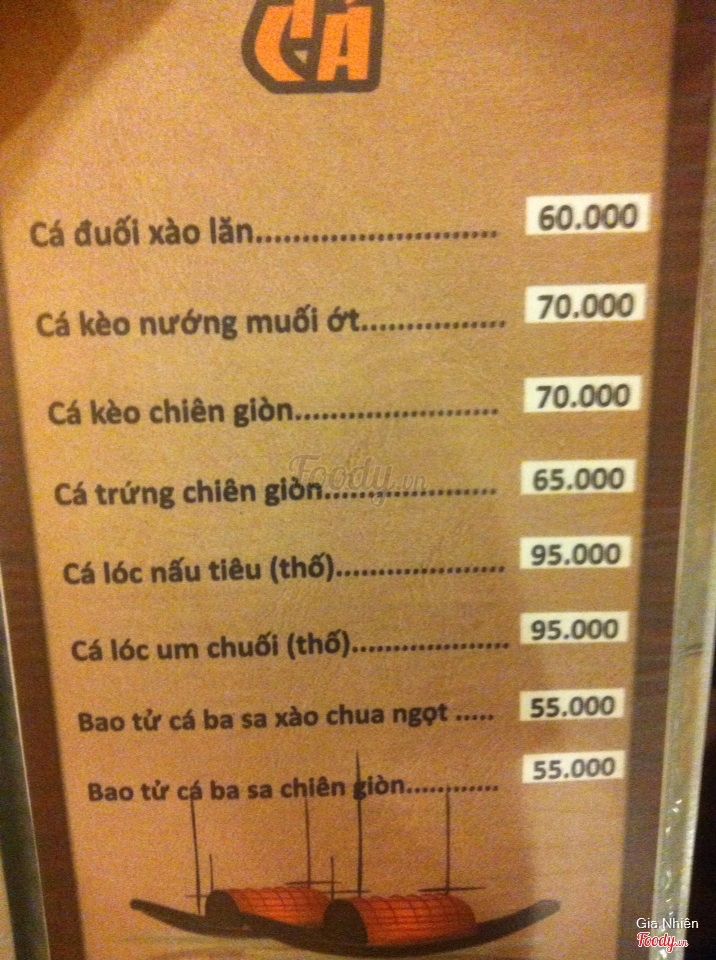 CÁ
Cá đuối xào lăn.............................. 60.000
Cá kèo nướng muối ớt................ 70.000
Cá kèo chiên giòn...................... 70.000
Cá trứng chiên giòn................... 65.000
Foody.vn
Cá lóc nấu tiêu (thố)................... 95.000
Cá lóc um chuối (thố).................. 95.000
Bao tử cá ba sa xào chua ngọt ..... 55.000
Bao tử cá ba sa chiên giòn............ 55.000
Gia Nhiên
Foody.vn